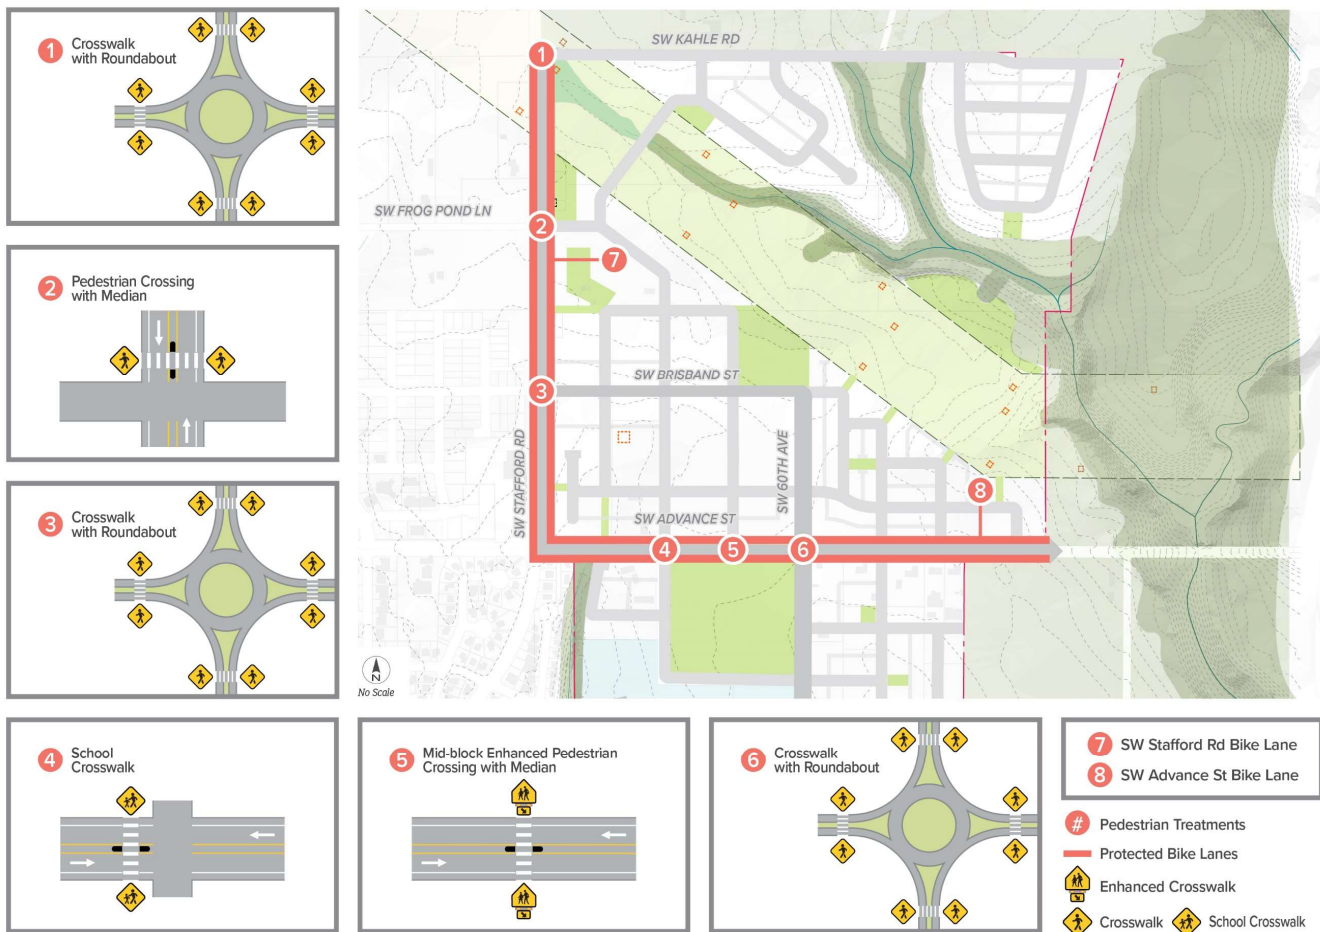 1
Crosswalk
with Roundabout
2
Pedestrian Crossing
with Median
3
Crosswalk
with Roundabout
4
School
Crosswalk
5
Mid-block Enhanced Pedestrian
Crossing with Median
6
Crosswalk
with Roundabout
1
SW KAHLE RD
SW FROG POND LN
2
7
3
SW BRISBAND ST
SW STAFFORD RD
SW 60TH AVE
8
SW ADVANCE ST
4
5
6
N
No Scale
7 SW Stafford Rd Bike Lane
8 SW Advance St Bike Lane
# Pedestrian Treatments
Protected Bike Lanes
Enhanced Crosswalk
Crosswalk
School Crosswalk